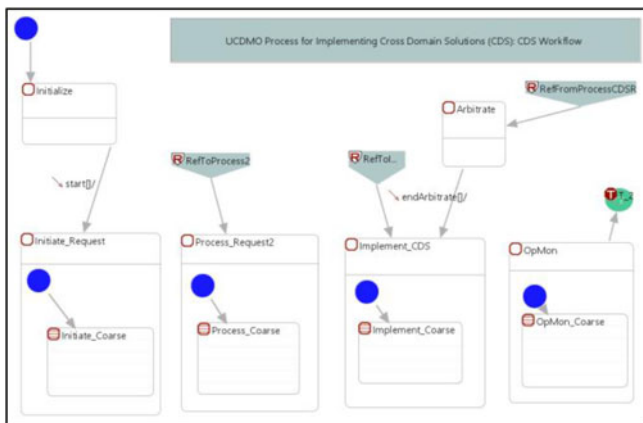 UCDMO Process for Implementing Cross Domain Solutions (CDS): CDS Workflow
Initialize
R RefFromProcessCDSR
Arbitrate
R RefToProcess2
R RefToI...
start[]/
endArbitrate[]/
T
Initiate_Request
Process_Request2
Implement_CDS
OpMon
Initiate_Coarse
Process_Coarse
Implement_Coarse
OpMon_Coarse